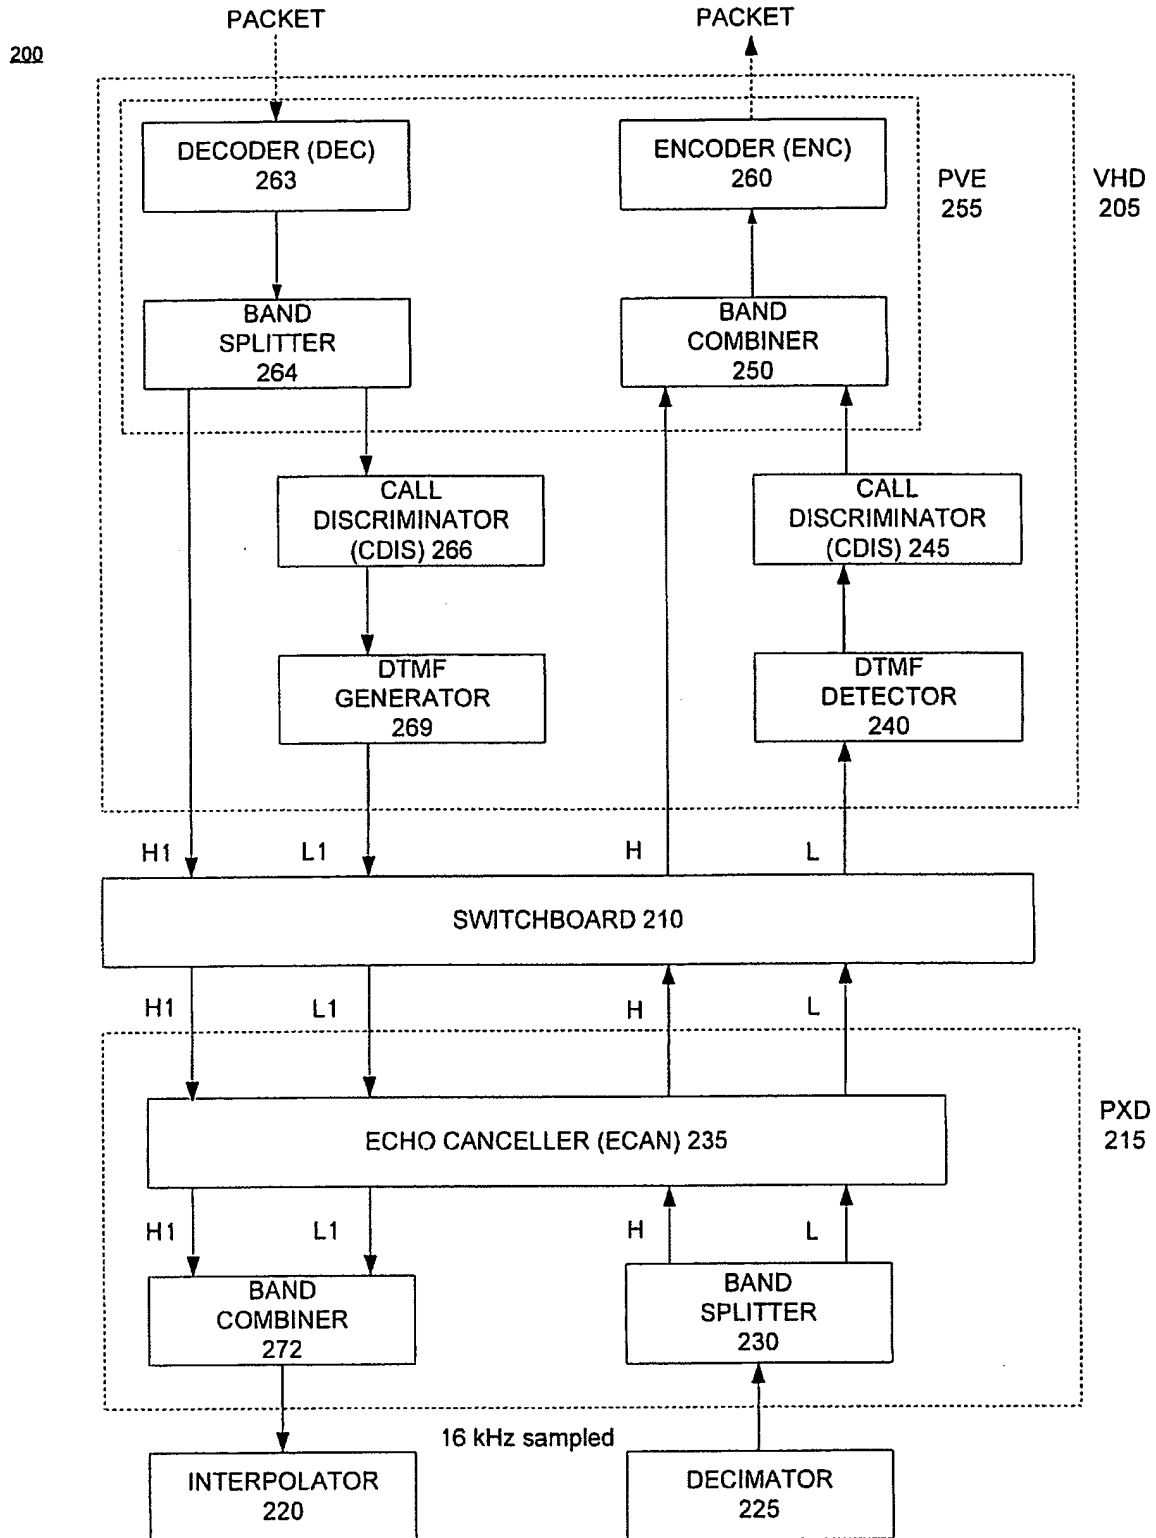 PACKET
PACKET
200
DECODER (DEC)
263
ENCODER (ENC)
260
PVE
255
VHD
205
BAND
SPLITTER
264
BAND
COMBINER
250
CALL
DISCRIMINATOR
(CDIS) 266
CALL
DISCRIMINATOR
(CDIS) 245
DTMF
GENERATOR
269
DTMF
DETECTOR
240
H1
L1
H
L
SWITCHBOARD 210
H1
L1
H
L
PXD
215
ECHO CANCELLER (ECAN) 235
H1
L1
H
L
BAND
COMBINER
272
BAND
SPLITTER
230
16 kHz sampled
INTERPOLATOR
220
DECIMATOR
225